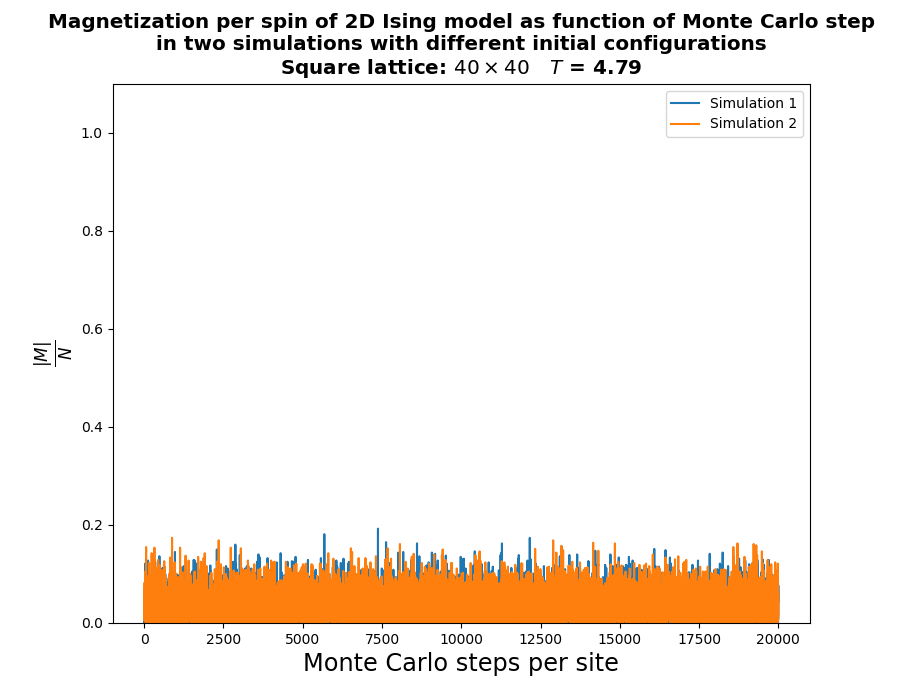 Magnetization per spin of 2D Ising model as function of Monte Carlo step
in two simulations with different initial configurations
Square lattice: 40 × 40 T = 4.79
Simulation 1
Simulation 2
1.0
0.8
0.6
0.4
0.2
0.0
|M|
N
0 2500 5000 7500 10000 12500 15000 17500 20000
Monte Carlo steps per site